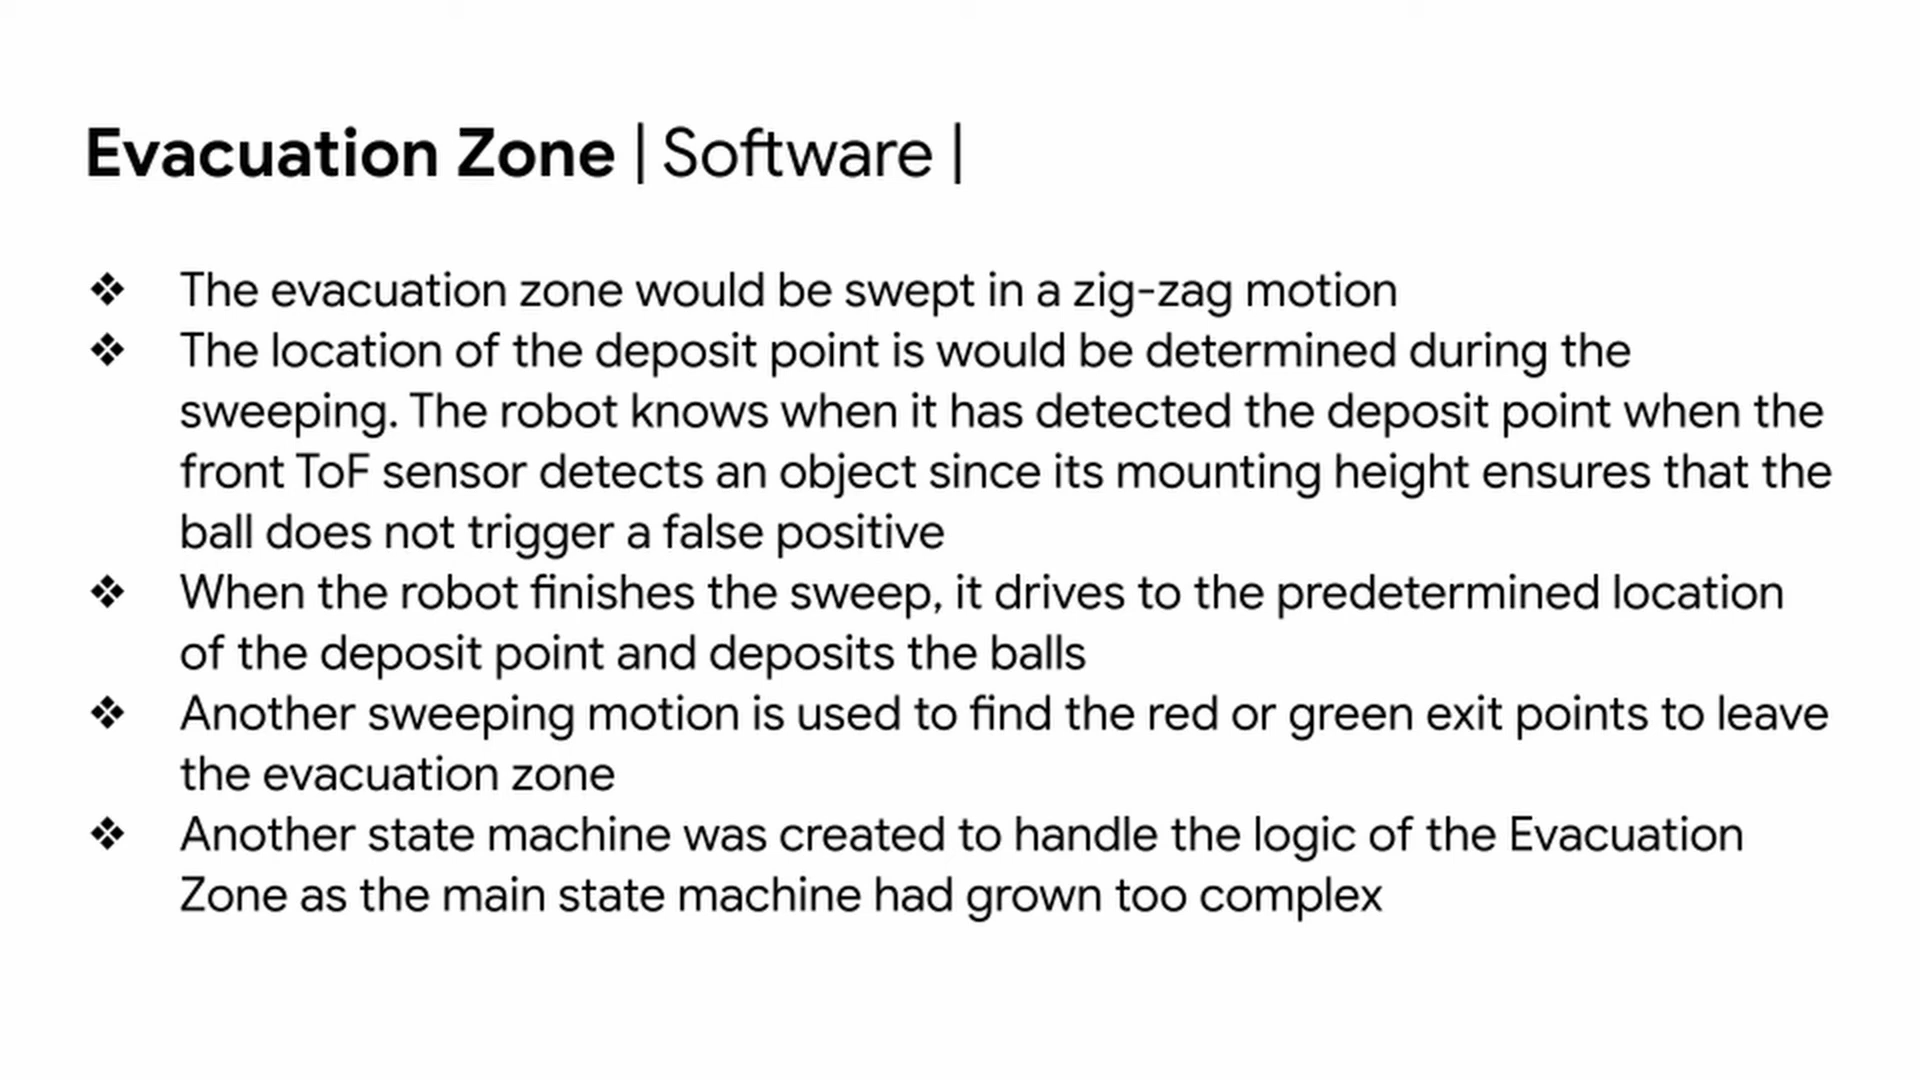 Evacuation Zone | Software |
❖ The evacuation zone would be swept in a zig-zag motion
❖ The location of the deposit point is would be determined during the
sweeping. The robot knows when it has detected the deposit point when the
front ToF sensor detects an object since its mounting height ensures that the
ball does not trigger a false positive
❖ When the robot finishes the sweep, it drives to the predetermined location
of the deposit point and deposits the balls
❖ Another sweeping motion is used to find the red or green exit points to leave
the evacuation zone
❖ Another state machine was created to handle the logic of the Evacuation
Zone as the main state machine had grown too complex